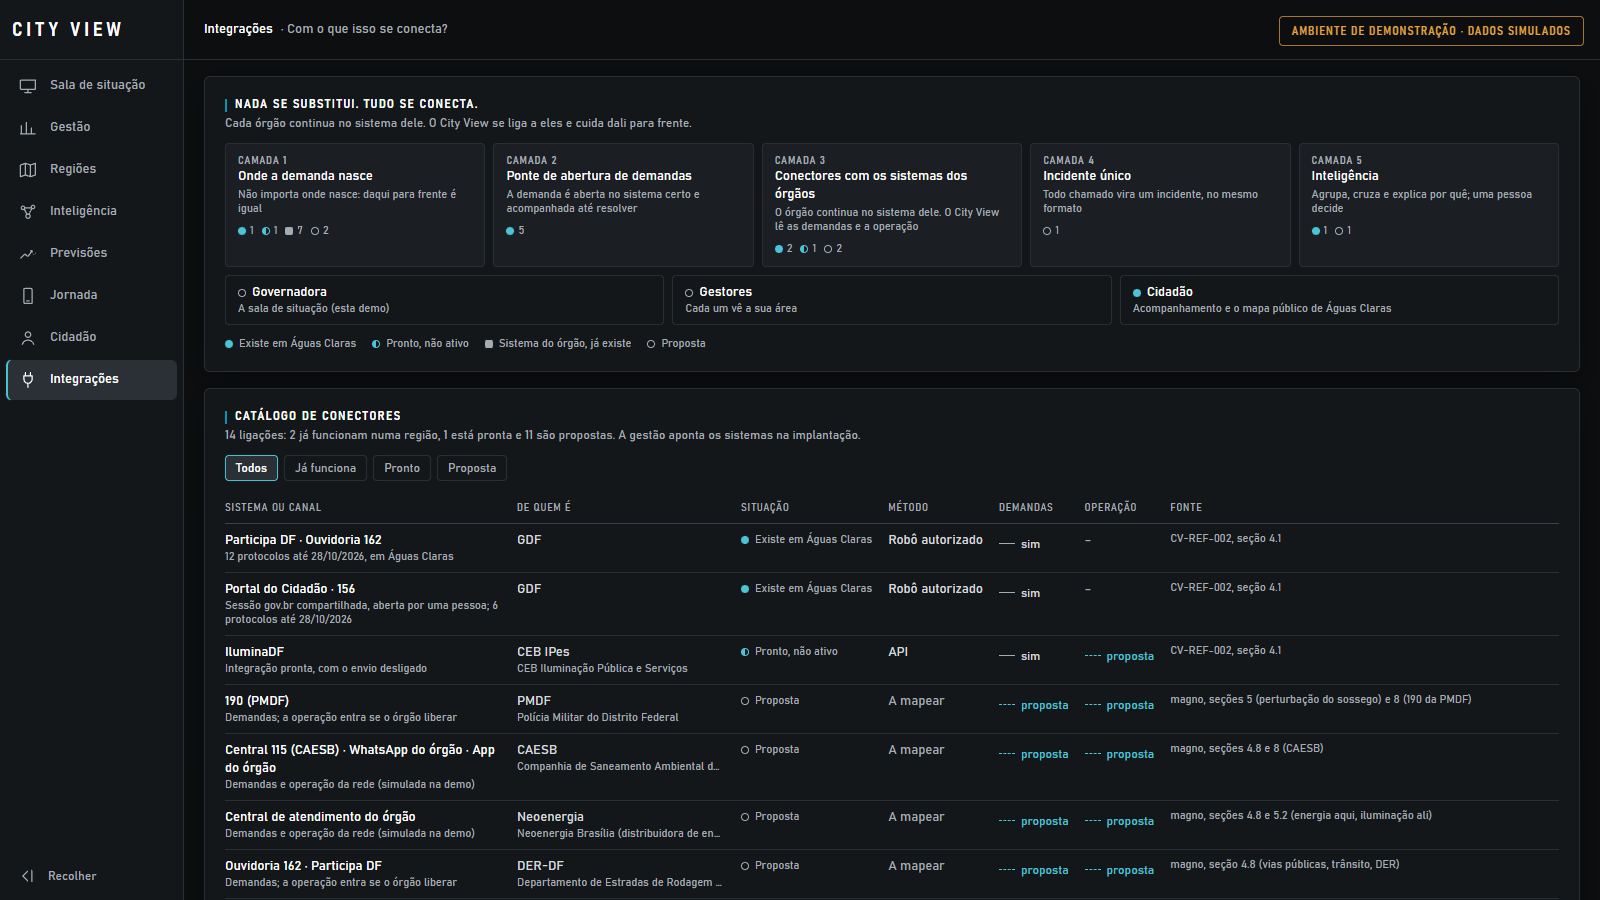 CITY VIEW
Integrações · Com o que isso se conecta?
AMBIENTE DE DEMONSTRAÇÃO · DADOS SIMULADOS
Sala de situação
Gestão
Regiões
Inteligência
Previsões
Jornada
Cidadão
Integrações
Recolher
NADA SE SUBSTITUI. TUDO SE CONECTA.
Cada órgão continua no sistema dele. O City View se liga a eles e cuida dali para frente.
CAMADA 1
Onde a demanda nasce
Não importa onde nasce: daqui para frente é
igual
1 1 7 2
CAMADA 2
Ponte de abertura de demandas
A demanda é aberta no sistema certo e
acompanhada até resolver
5
CAMADA 3
Conectores com os sistemas dos
órgãos
O órgão continua no sistema dele. O City View
lê as demandas e a operação
2 1 2
CAMADA 4
Incidente único
Todo chamado vira um incidente, no mesmo
formato
1
CAMADA 5
Inteligência
Agrupa, cruza e explica por quê; uma pessoa
decide
1 1
Governadora
A sala de situação (esta demo)
Gestores
Cada um vê a sua área
Cidadão
Acompanhamento e o mapa público de Águas Claras
Existe em Águas Claras Pronto, não ativo Sistema do órgão, já existe Proposta
CATÁLOGO DE CONECTORES
14 ligações: 2 já funcionam numa região, 1 está pronta e 11 são propostas. A gestão aponta os sistemas na implantação.
Todos Já funciona Pronto Proposta
SISTEMA OU CANAL DE QUEM É SITUAÇÃO MÉTODO DEMANDAS OPERAÇÃO FONTE
Participa DF · Ouvidoria 162 GDF Existe em Águas Claras Robô autorizado sim – CV-REF-002, seção 4.1
12 protocolos até 28/10/2026, em Águas Claras
Portal do Cidadão · 156 GDF Existe em Águas Claras Robô autorizado sim – CV-REF-002, seção 4.1
Sessão gov.br compartilhada, aberta por uma pessoa; 6
protocolos até 28/10/2026
IluminaDF CEB IPes Pronto, não ativo API sim proposta CV-REF-002, seção 4.1
Integração pronta, com o envio desligado CEB Iluminação Pública e Serviços
190 (PMDF) PMDF Proposta A mapear proposta proposta magno, seções 5 (perturbação do sossego) e 8 (190 da PMDF)
Demandas; a operação entra se o órgão liberar Polícia Militar do Distrito Federal
Central 115 (CAESB) · WhatsApp do órgão · App CAESB Proposta A mapear proposta proposta magno, seções 4.8 e 8 (CAESB)
do órgão Companhia de Saneamento Ambiental d…
Demandas e operação da rede (simulada na demo)
Central de atendimento do órgão Neoenergia Proposta A mapear proposta proposta magno, seções 4.8 e 5.2 (energia aqui, iluminação ali)
Demandas e operação da rede (simulada na demo) Neoenergia Brasília (distribuidora de en…
Ouvidoria 162 · Participa DF DER-DF Proposta A mapear proposta proposta magno, seção 4.8 (vias públicas, trânsito, DER)
Demandas; a operação entra se o órgão liberar Departamento de Estradas de Rodagem …